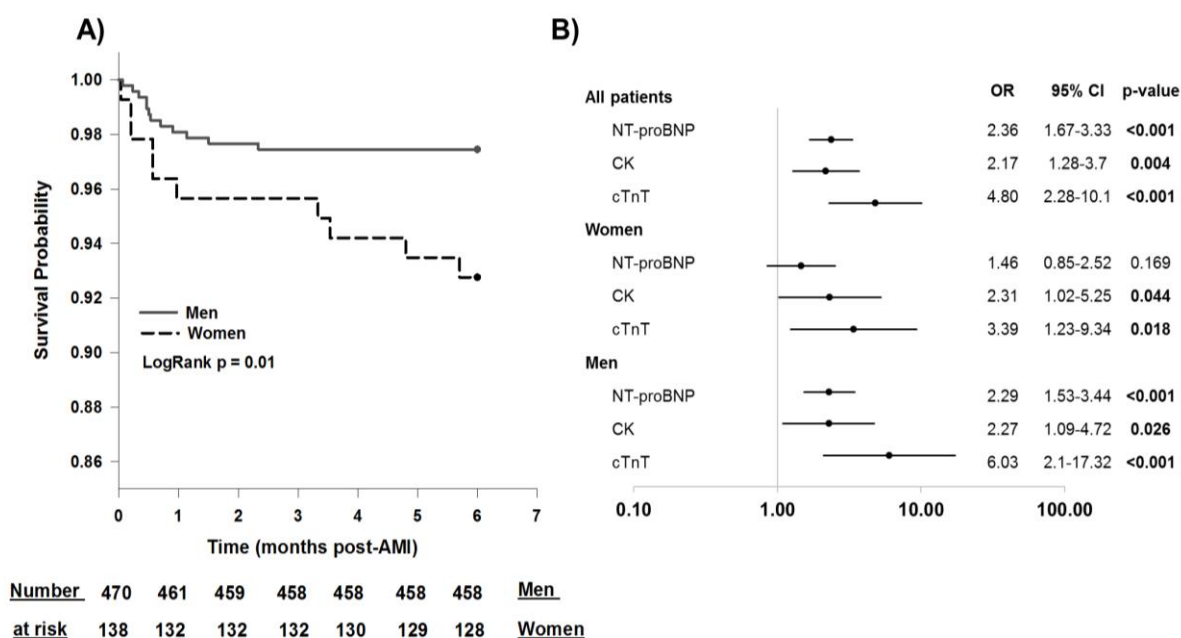 A)
B)
1.00
0.98
0.96
0.94
0.92
0.90
0.88
0.86
Survival Probability
Men
Women
LogRank p = 0.01
0 1 2 3 4 5 6 7
Time (months post-AMI)
Number 470 461 459 458 458 458 458 Men
at risk 138 132 132 132 130 129 128 Women
OR 95% CI p-value
All patients
NT-proBNP 2.36 1.67-3.33 <0.001
CK 2.17 1.28-3.7 0.004
cTnT 4.80 2.28-10.1 <0.001
Women
NT-proBNP 1.46 0.85-2.52 0.169
CK 2.31 1.02-5.25 0.044
cTnT 3.39 1.23-9.34 0.018
Men
NT-proBNP 2.29 1.53-3.44 <0.001
CK 2.27 1.09-4.72 0.026
cTnT 6.03 2.1-17.32 <0.001
0.10 1.00 10.00 100.00